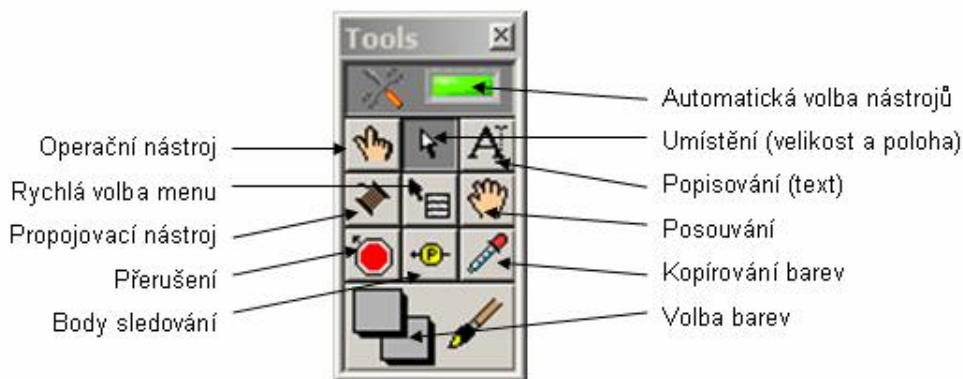 Tools
Automatická volba nástrojů
Operační nástroj
Umístění (velikost a poloha)
Rychlá volba menu
Popisování (text)
Propojovací nástroj
Posouvání
Přerušení
Kopírování barev
Body sledování
Volba barev
A
P